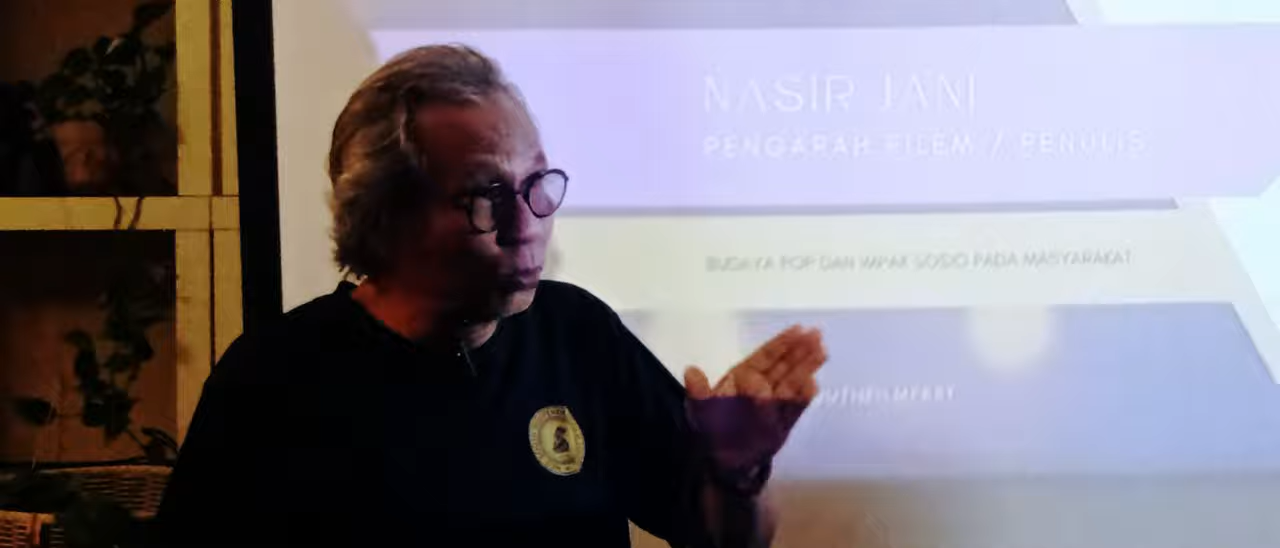 NASIR JANI
PENGARAH FILEM / PENULIS
BUDAYA POP DAN IMPAK SOSIO PADA MASYARAKAT